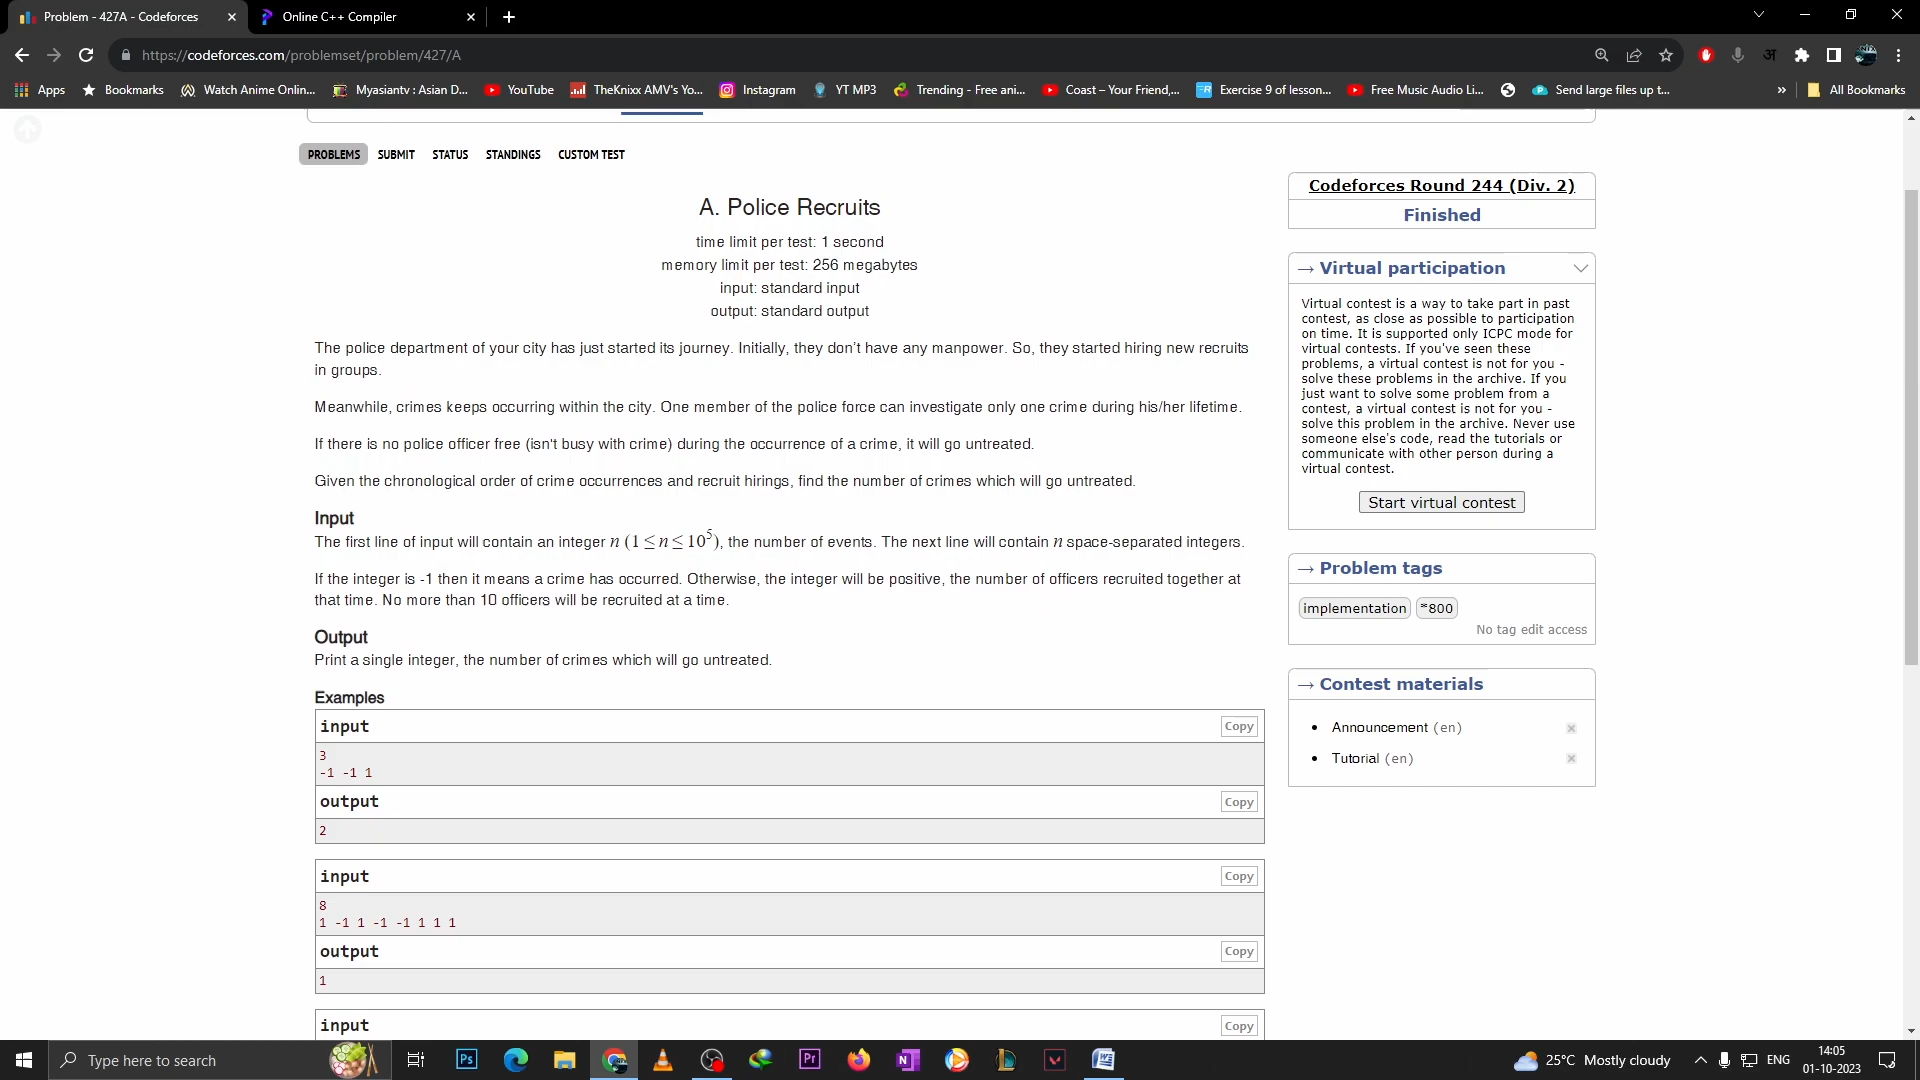 Problem - 427A - Codeforces
Online C++ Compiler
https://codeforces.com/problemset/problem/427/A
Apps
Bookmarks
Watch Anime Onlin...
Myasiantv : Asian D...
YouTube
TheKnixx AMV's Yo...
Instagram
YT MP3
Trending - Free ani...
Coast – Your Friend,...
Exercise 9 of lesson...
Free Music Audio Li...
Send large files up t...
»
All Bookmarks
PROBLEMS SUBMIT STATUS STANDINGS CUSTOM TEST
A. Police Recruits
time limit per test: 1 second
memory limit per test: 256 megabytes
input: standard input
output: standard output
The police department of your city has just started its journey. Initially, they don’t have any manpower. So, they started hiring new recruits
in groups.
Meanwhile, crimes keeps occurring within the city. One member of the police force can investigate only one crime during his/her lifetime.
If there is no police officer free (isn't busy with crime) during the occurrence of a crime, it will go untreated.
Given the chronological order of crime occurrences and recruit hirings, find the number of crimes which will go untreated.
Input
The first line of input will contain an integer n (1 ≤ n ≤ 10⁵), the number of events. The next line will contain n space-separated integers.
If the integer is -1 then it means a crime has occurred. Otherwise, the integer will be positive, the number of officers recruited together at
that time. No more than 10 officers will be recruited at a time.
Output
Print a single integer, the number of crimes which will go untreated.
Examples
input
Copy
3
-1 -1 1
output
Copy
2
input
Copy
8
1 -1 1 -1 -1 1 1 1
output
Copy
1
input
Copy
Codeforces Round 244 (Div. 2)
Finished
→ Virtual participation
Virtual contest is a way to take part in past
contest, as close as possible to participation
on time. It is supported only ICPC mode for
virtual contests. If you've seen these
problems, a virtual contest is not for you -
solve these problems in the archive. If you
just want to solve some problem from a
contest, a virtual contest is not for you -
solve this problem in the archive. Never use
someone else's code, read the tutorials or
communicate with other person during a
virtual contest.
Start virtual contest
→ Problem tags
implementation
*800
No tag edit access
→ Contest materials
Announcement (en)
Tutorial (en)
Type here to search
Ps
Pr
N
25°C Mostly cloudy
ENG
14:05
01-10-2023